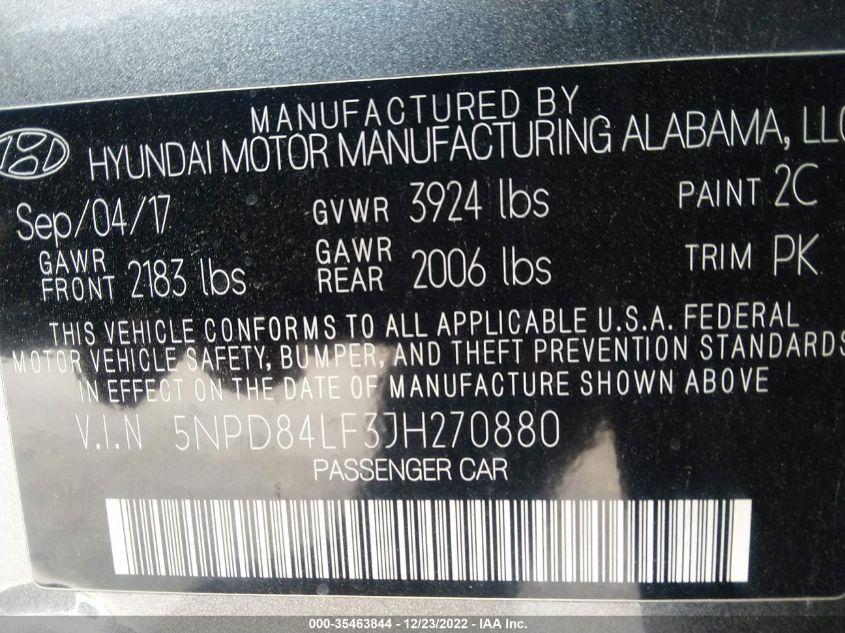 MANUFACTURED BY
HYUNDAI MOTOR MANUFACTURING ALABAMA, LLC
Sep/04/17 GVWR 3924 lbs PAINT 2C
GAWR FRONT 2183 lbs GAWR REAR 2006 lbs TRIM PK
THIS VEHICLE CONFORMS TO ALL APPLICABLE U.S.A. FEDERAL
MOTOR VEHICLE SAFETY, BUMPER, AND THEFT PREVENTION STANDARDS
IN EFFECT ON THE DATE OF MANUFACTURE SHOWN ABOVE
V.I.N 5NPD84LF3JH270880
PASSENGER CAR
000-35463844 - 12/23/2022 - IAA Inc.